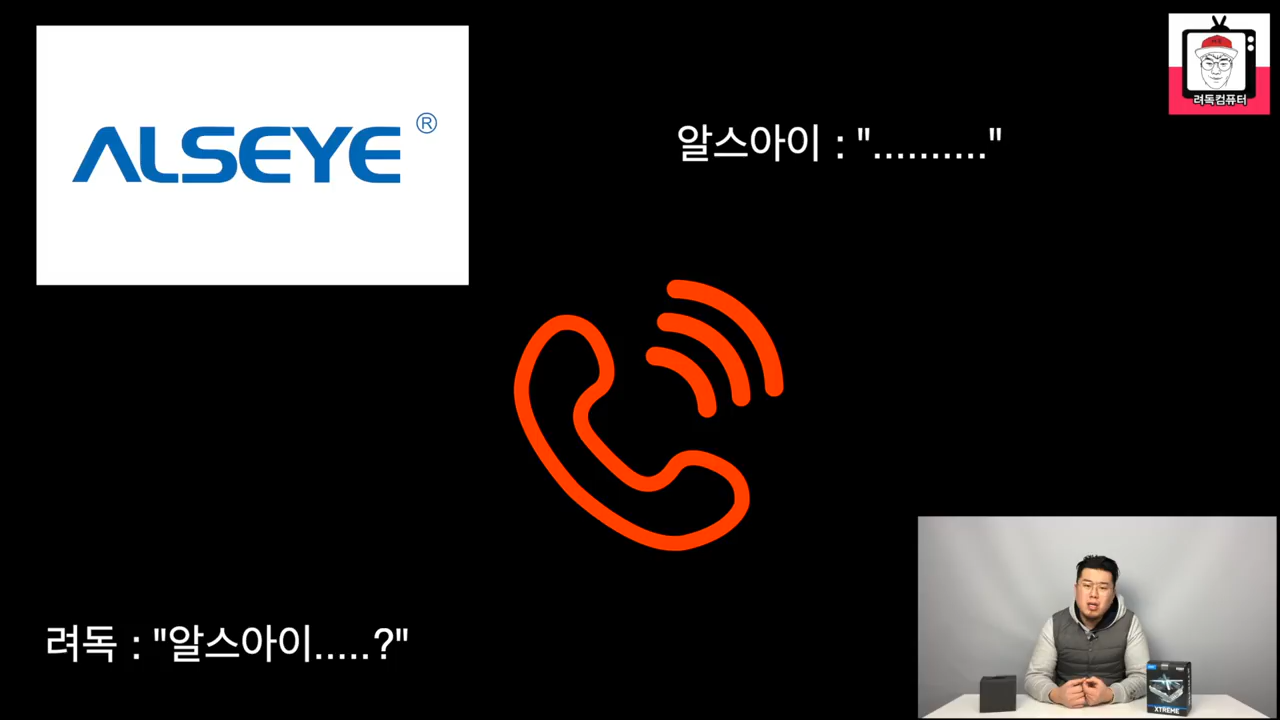 ALSEYE ®
알스아이 : ".........."
려독컴퓨터
려독 : "알스아이.....?"
XTREME